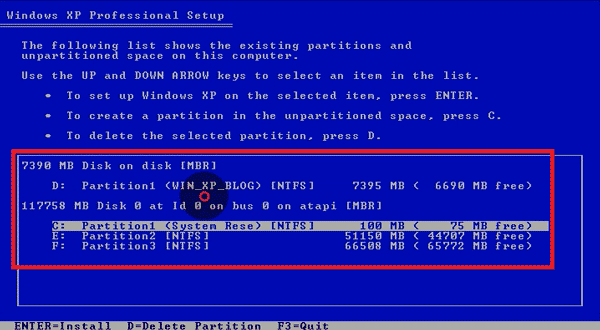 Windows XP Professional Setup
The following list shows the existing partitions and
unpartitioned space on this computer.
Use the UP and DOWN ARROW keys to select an item in the list.
• To set up Windows XP on the selected item, press ENTER.
• To create a partition in the unpartitioned space, press C.
• To delete the selected partition, press D.
7390 MB Disk on disk [MBR]
D: Partition1 (WIN_XP_BLOG) [NTFS] 7395 MB ( 6690 MB free)
117758 MB Disk 0 at Id 0 on bus 0 on atapi [MBR]
C: Partition1 (System Rese) [NTFS] 100 MB ( 75 MB free)
E: Partition2 [NTFS] 51150 MB ( 44707 MB free)
F: Partition3 [NTFS] 66508 MB ( 65772 MB free)
ENTER=Install D=Delete Partition F3=Quit